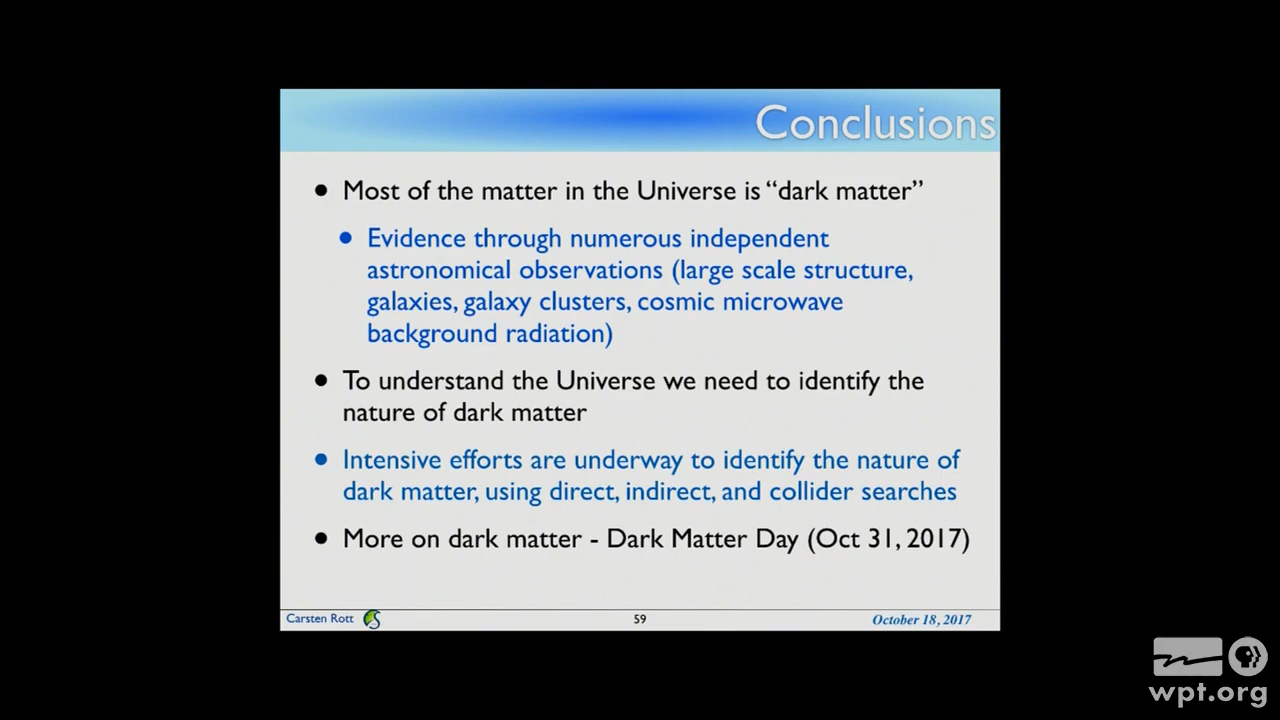 Conclusions
• Most of the matter in the Universe is “dark matter”
• Evidence through numerous independent
astronomical observations (large scale structure,
galaxies, galaxy clusters, cosmic microwave
background radiation)
• To understand the Universe we need to identify the
nature of dark matter
• Intensive efforts are underway to identify the nature of
dark matter, using direct, indirect, and collider searches
• More on dark matter - Dark Matter Day (Oct 31, 2017)
Carsten Rott 59 October 18, 2017
wpt.org